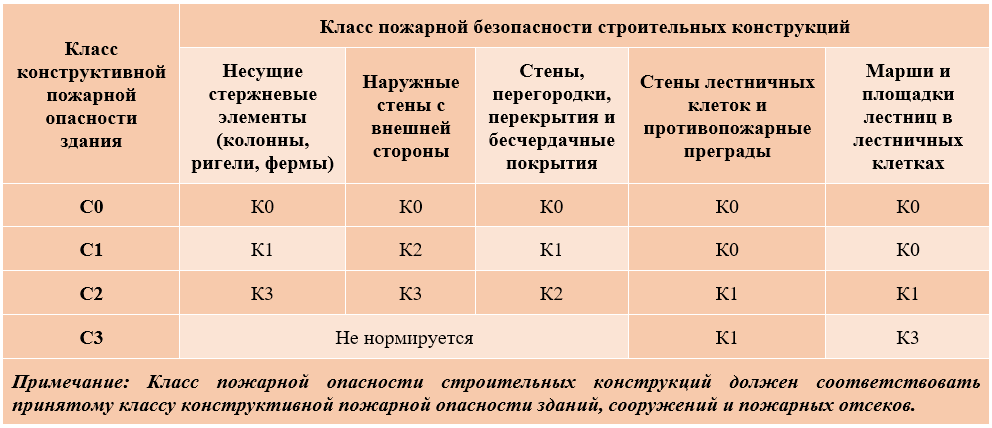 Класс конструктивной пожарной опасности здания
Класс пожарной безопасности строительных конструкций
Несущие стержневые элементы (колонны, ригели, фермы)
Наружные стены с внешней стороны
Стены, перегородки, перекрытия и бесчердачные покрытия
Стены лестничных клеток и противопожарные преграды
Марши и площадки лестниц в лестничных клетках
С0 К0 К0 К0 К0 К0
С1 К1 К2 К1 К0 К0
С2 К3 К3 К2 К1 К1
С3 Не нормируется К1 К3
Примечание: Класс пожарной опасности строительных конструкций должен соответствовать
принятому классу конструктивной пожарной опасности зданий, сооружений и пожарных отсеков.